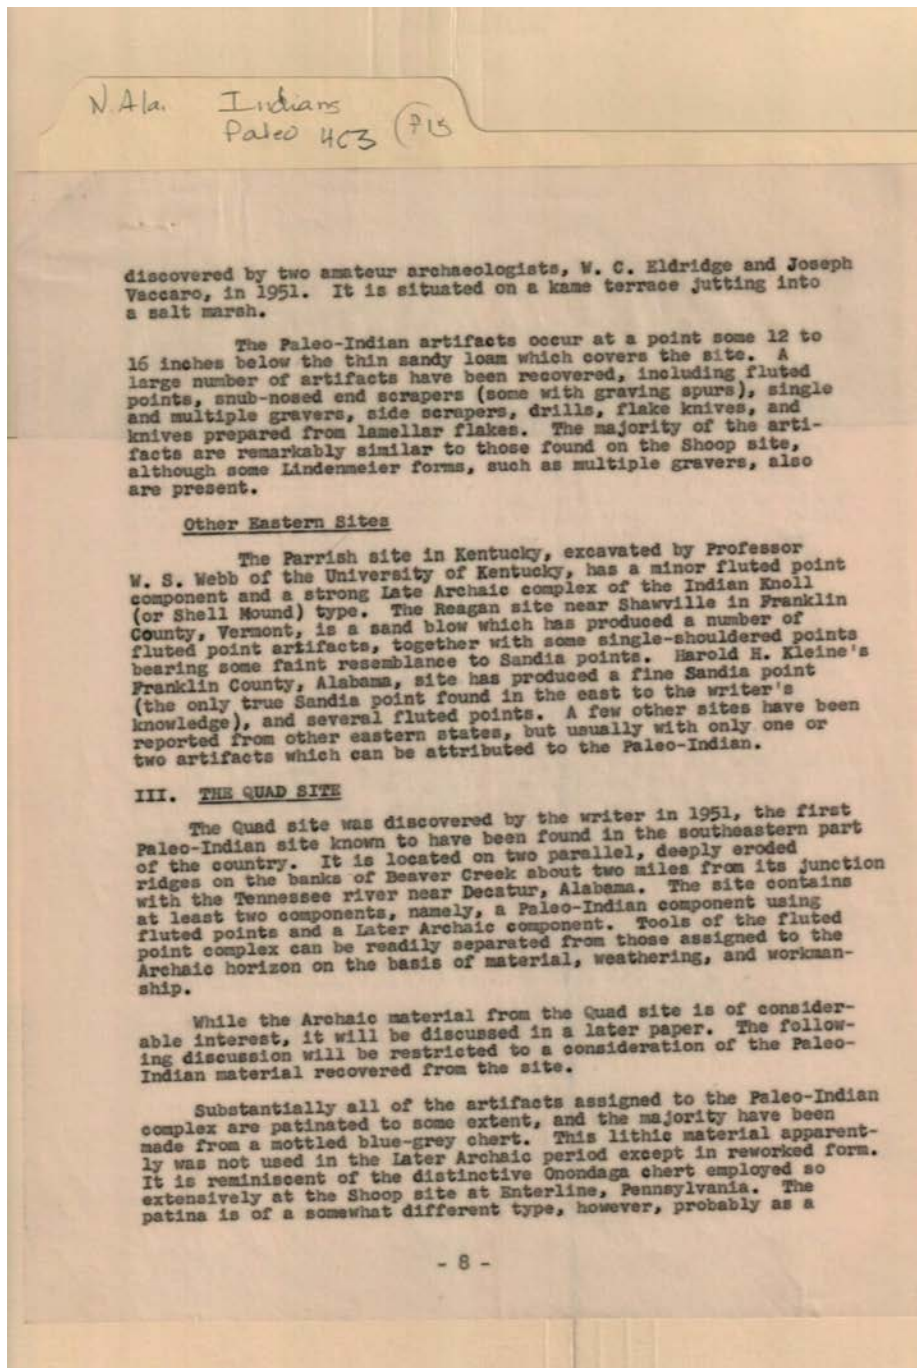 N. Ala. Indians
Paleo 4C3 P15
discovered by two amateur archaeologists, W. C. Eldridge and Joseph
Vaccaro, in 1951. It is situated on a kame terrace jutting into
a salt marsh.
The Paleo-Indian artifacts occur at a point some 12 to
16 inches below the thin sandy loam which covers the site. A
large number of artifacts have been recovered, including fluted
points, snub-nosed end scrapers (some with graving spurs), single
and multiple gravers, side scrapers, drills, flake knives, and
knives prepared from lamellar flakes. The majority of the arti-
facts are remarkably similar to those found on the Shoop site,
although some Lindenmeier forms, such as multiple gravers, also
are present.
Other Eastern Sites
The Parrish site in Kentucky, excavated by Professor
W. S. Webb of the University of Kentucky, has a minor fluted point
component and a strong Late Archaic complex of the Indian Knoll
(or Shell Mound) type. The Reagan site near Shawville in Franklin
County, Vermont, is a sand blow which has produced a number of
fluted point artifacts, together with some single-shouldered points
bearing some faint resemblance to Sandia points. Harold H. Kleine's
Franklin County, Alabama, site has produced a fine Sandia point
(the only true Sandia point found in the east to the writer's
knowledge), and several fluted points. A few other sites have been
reported from other eastern states, but usually with only one or
two artifacts which can be attributed to the Paleo-Indian.
III. THE QUAD SITE
The Quad site was discovered by the writer in 1951, the first
Paleo-Indian site known to have been found in the southeastern part
of the country. It is located on two parallel, deeply eroded
ridges on the banks of Beaver Creek about two miles from its junction
with the Tennessee river near Decatur, Alabama. The site contains
at least two components, namely, a Paleo-Indian component using
fluted points and a Later Archaic component. Tools of the fluted
point complex can be readily separated from those assigned to the
Archaic horizon on the basis of material, weathering, and workman-
ship.
While the Archaic material from the Quad site is of consider-
able interest, it will be discussed in a later paper. The follow-
ing discussion will be restricted to a consideration of the Paleo-
Indian material recovered from the site.
Substantially all of the artifacts assigned to the Paleo-Indian
complex are patinated to some extent, and the majority have been
made from a mottled blue-grey chert. This lithic material apparent-
ly was not used in the Later Archaic period except in reworked form.
It is reminiscent of the distinctive Onondaga chert employed so
extensively at the Shoop site at Enterline, Pennsylvania. The
patina is of a somewhat different type, however, probably as a
- 8 -